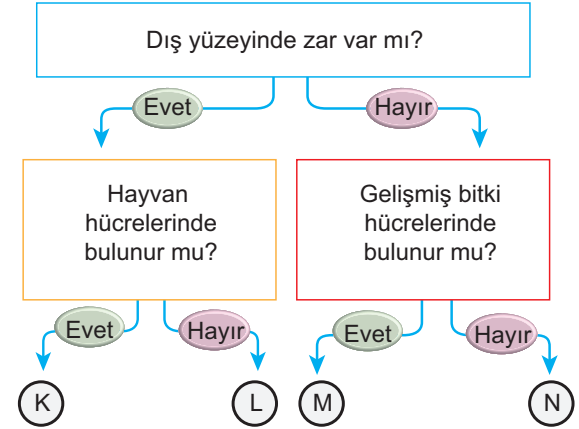 Dış yüzeyinde zar var mı?
Evet
Hayır
Hayvan
hücrelerinde
bulunur mu?
Gelişmiş bitki
hücrelerinde
bulunur mu?
Evet
Hayır
Evet
Hayır
K
L
M
N